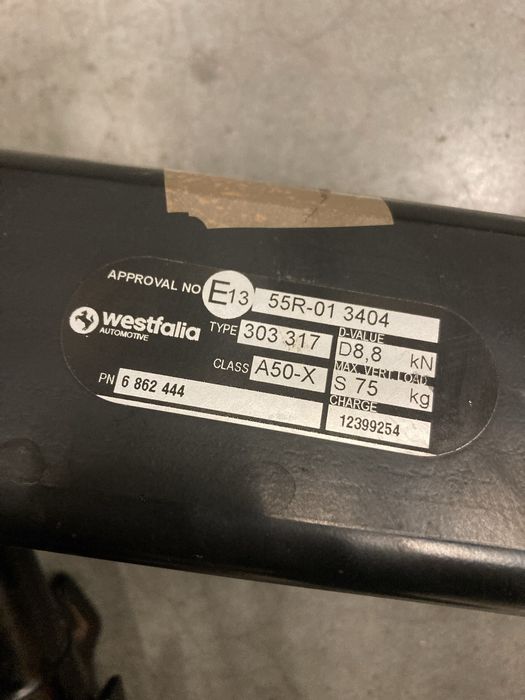 APPROVAL NO E13 55R-01 3404
westfalia
AUTOMOTIVE
TYPE 303 317
D-VALUE
D8,8 kN
CLASS A50-X
MAX. VERT. LOAD
S 75 kg
PN 6 862 444
CHARGE
12399254